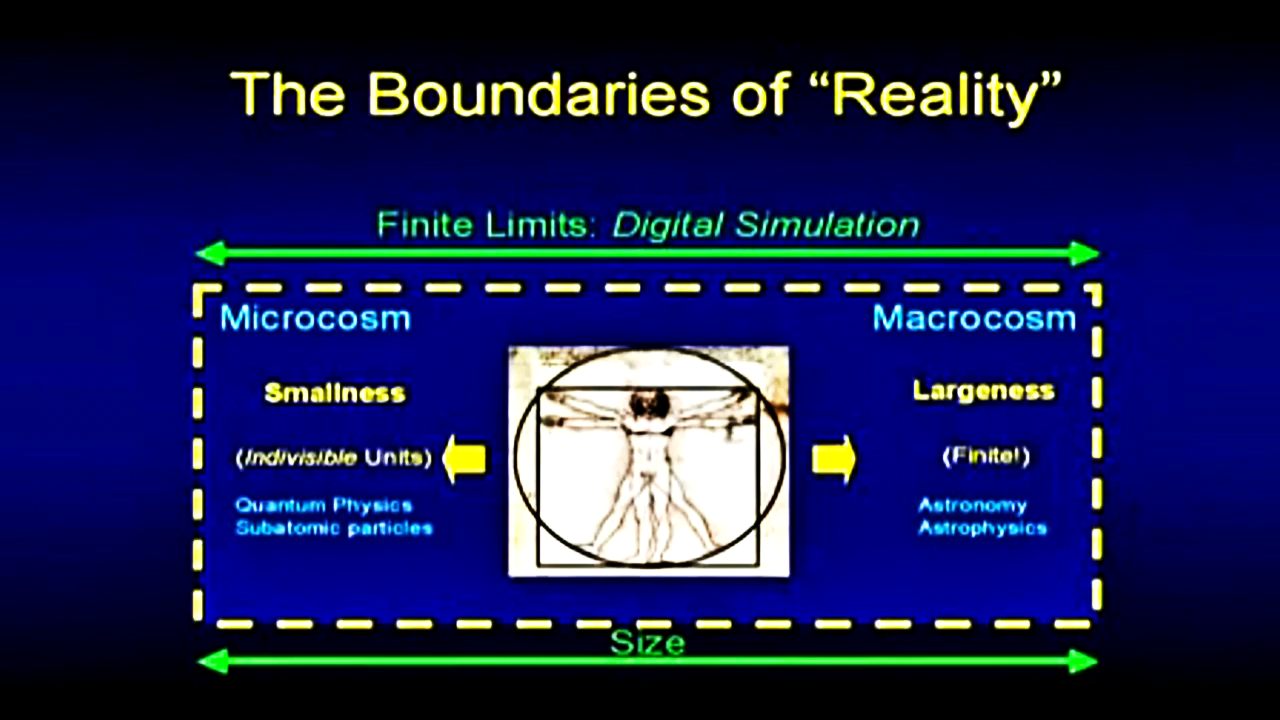 The Boundaries of “Reality”
Finite Limits: Digital Simulation
Microcosm
Macrocosm
Smallness
Largeness
(Indivisible Units)
(Finite!)
Quantum Physics
Subatomic particles
Astronomy
Astrophysics
Size